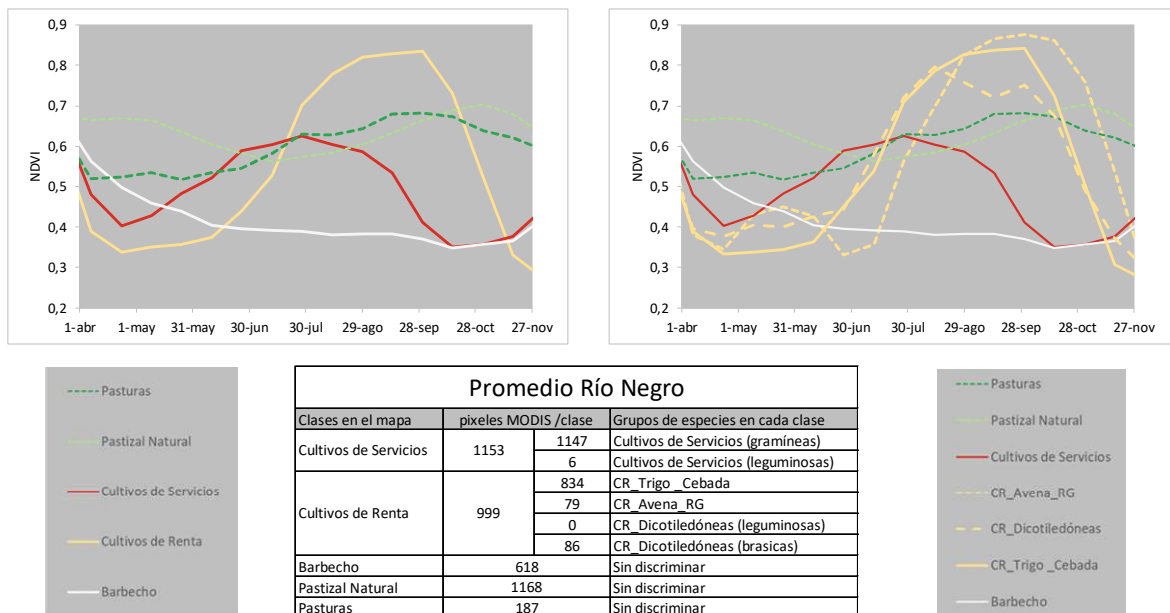 0,9
0,8
0,7
0,6
0,5
0,4
0,3
0,2
NDVI
1-abr 1-may 31-may 30-jun 30-jul 29-ago 28-sep 28-oct 27-nov
0,9
0,8
0,7
0,6
0,5
0,4
0,3
0,2
NDVI
1-abr 1-may 31-may 30-jun 30-jul 29-ago 28-sep 28-oct 27-nov
Pasturas
Pastizal Natural
Cultivos de Servicios
Cultivos de Renta
Barbecho
Promedio Río Negro
Clases en el mapa pixeles MODIS /clase Grupos de especies en cada clase
Cultivos de Servicios 1153 1147 Cultivos de Servicios (gramíneas)
6 Cultivos de Servicios (leguminosas)
Cultivos de Renta 999 834 CR_Trigo _Cebada
79 CR_Avena_RG
0 CR_Dicotiledóneas (leguminosas)
86 CR_Dicotiledóneas (brasicas)
Barbecho 618 Sin discriminar
Pastizal Natural 1168 Sin discriminar
Pasturas 187 Sin discriminar
Pasturas
Pastizal Natural
Cultivos de Servicios
CR_Avena_RG
CR_Dicotiledóneas
CR_Trigo _Cebada
Barbecho